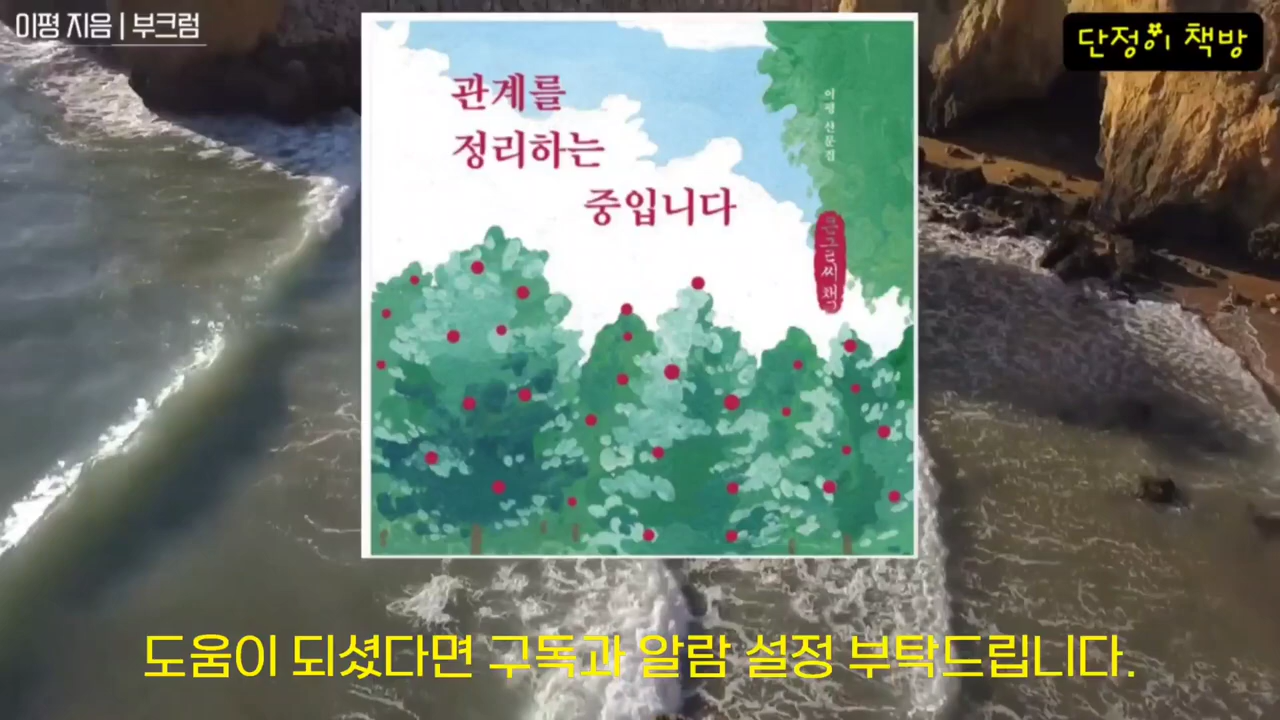 이평 지음 | 부크럼
단정이 책방
관계를
정리하는
중입니다
이평 산문집
큰글씨책
도움이 되셨다면 구독과 알람 설정 부탁드립니다.